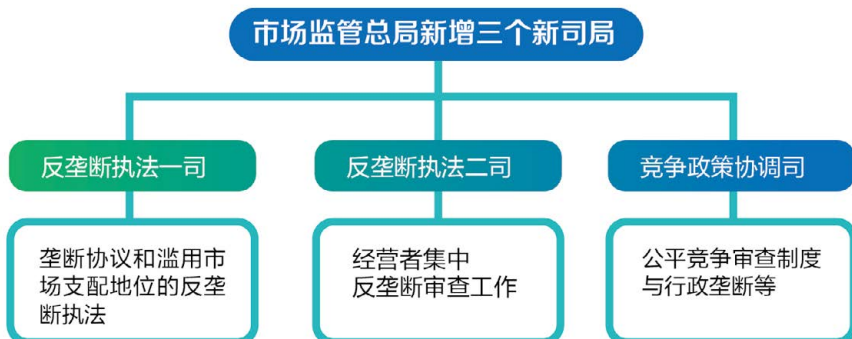 市场监管总局新增三个新司局
反垄断执法一司
反垄断执法二司
竞争政策协调司
垄断协议和滥用市
场支配地位的反垄
断执法
经营者集中
反垄断审查工作
公平竞争审查制度
与行政垄断等